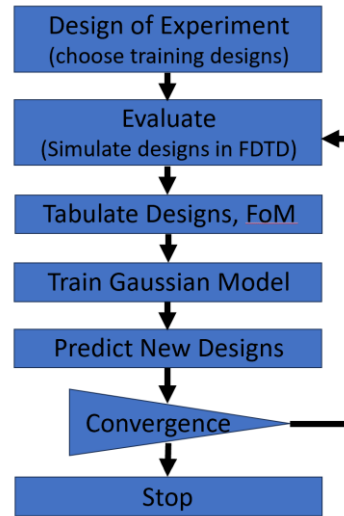 Design of Experiment
(choose training designs)
Evaluate
(Simulate designs in FDTD)
Tabulate Designs, FoM
Train Gaussian Model
Predict New Designs
Convergence
Stop